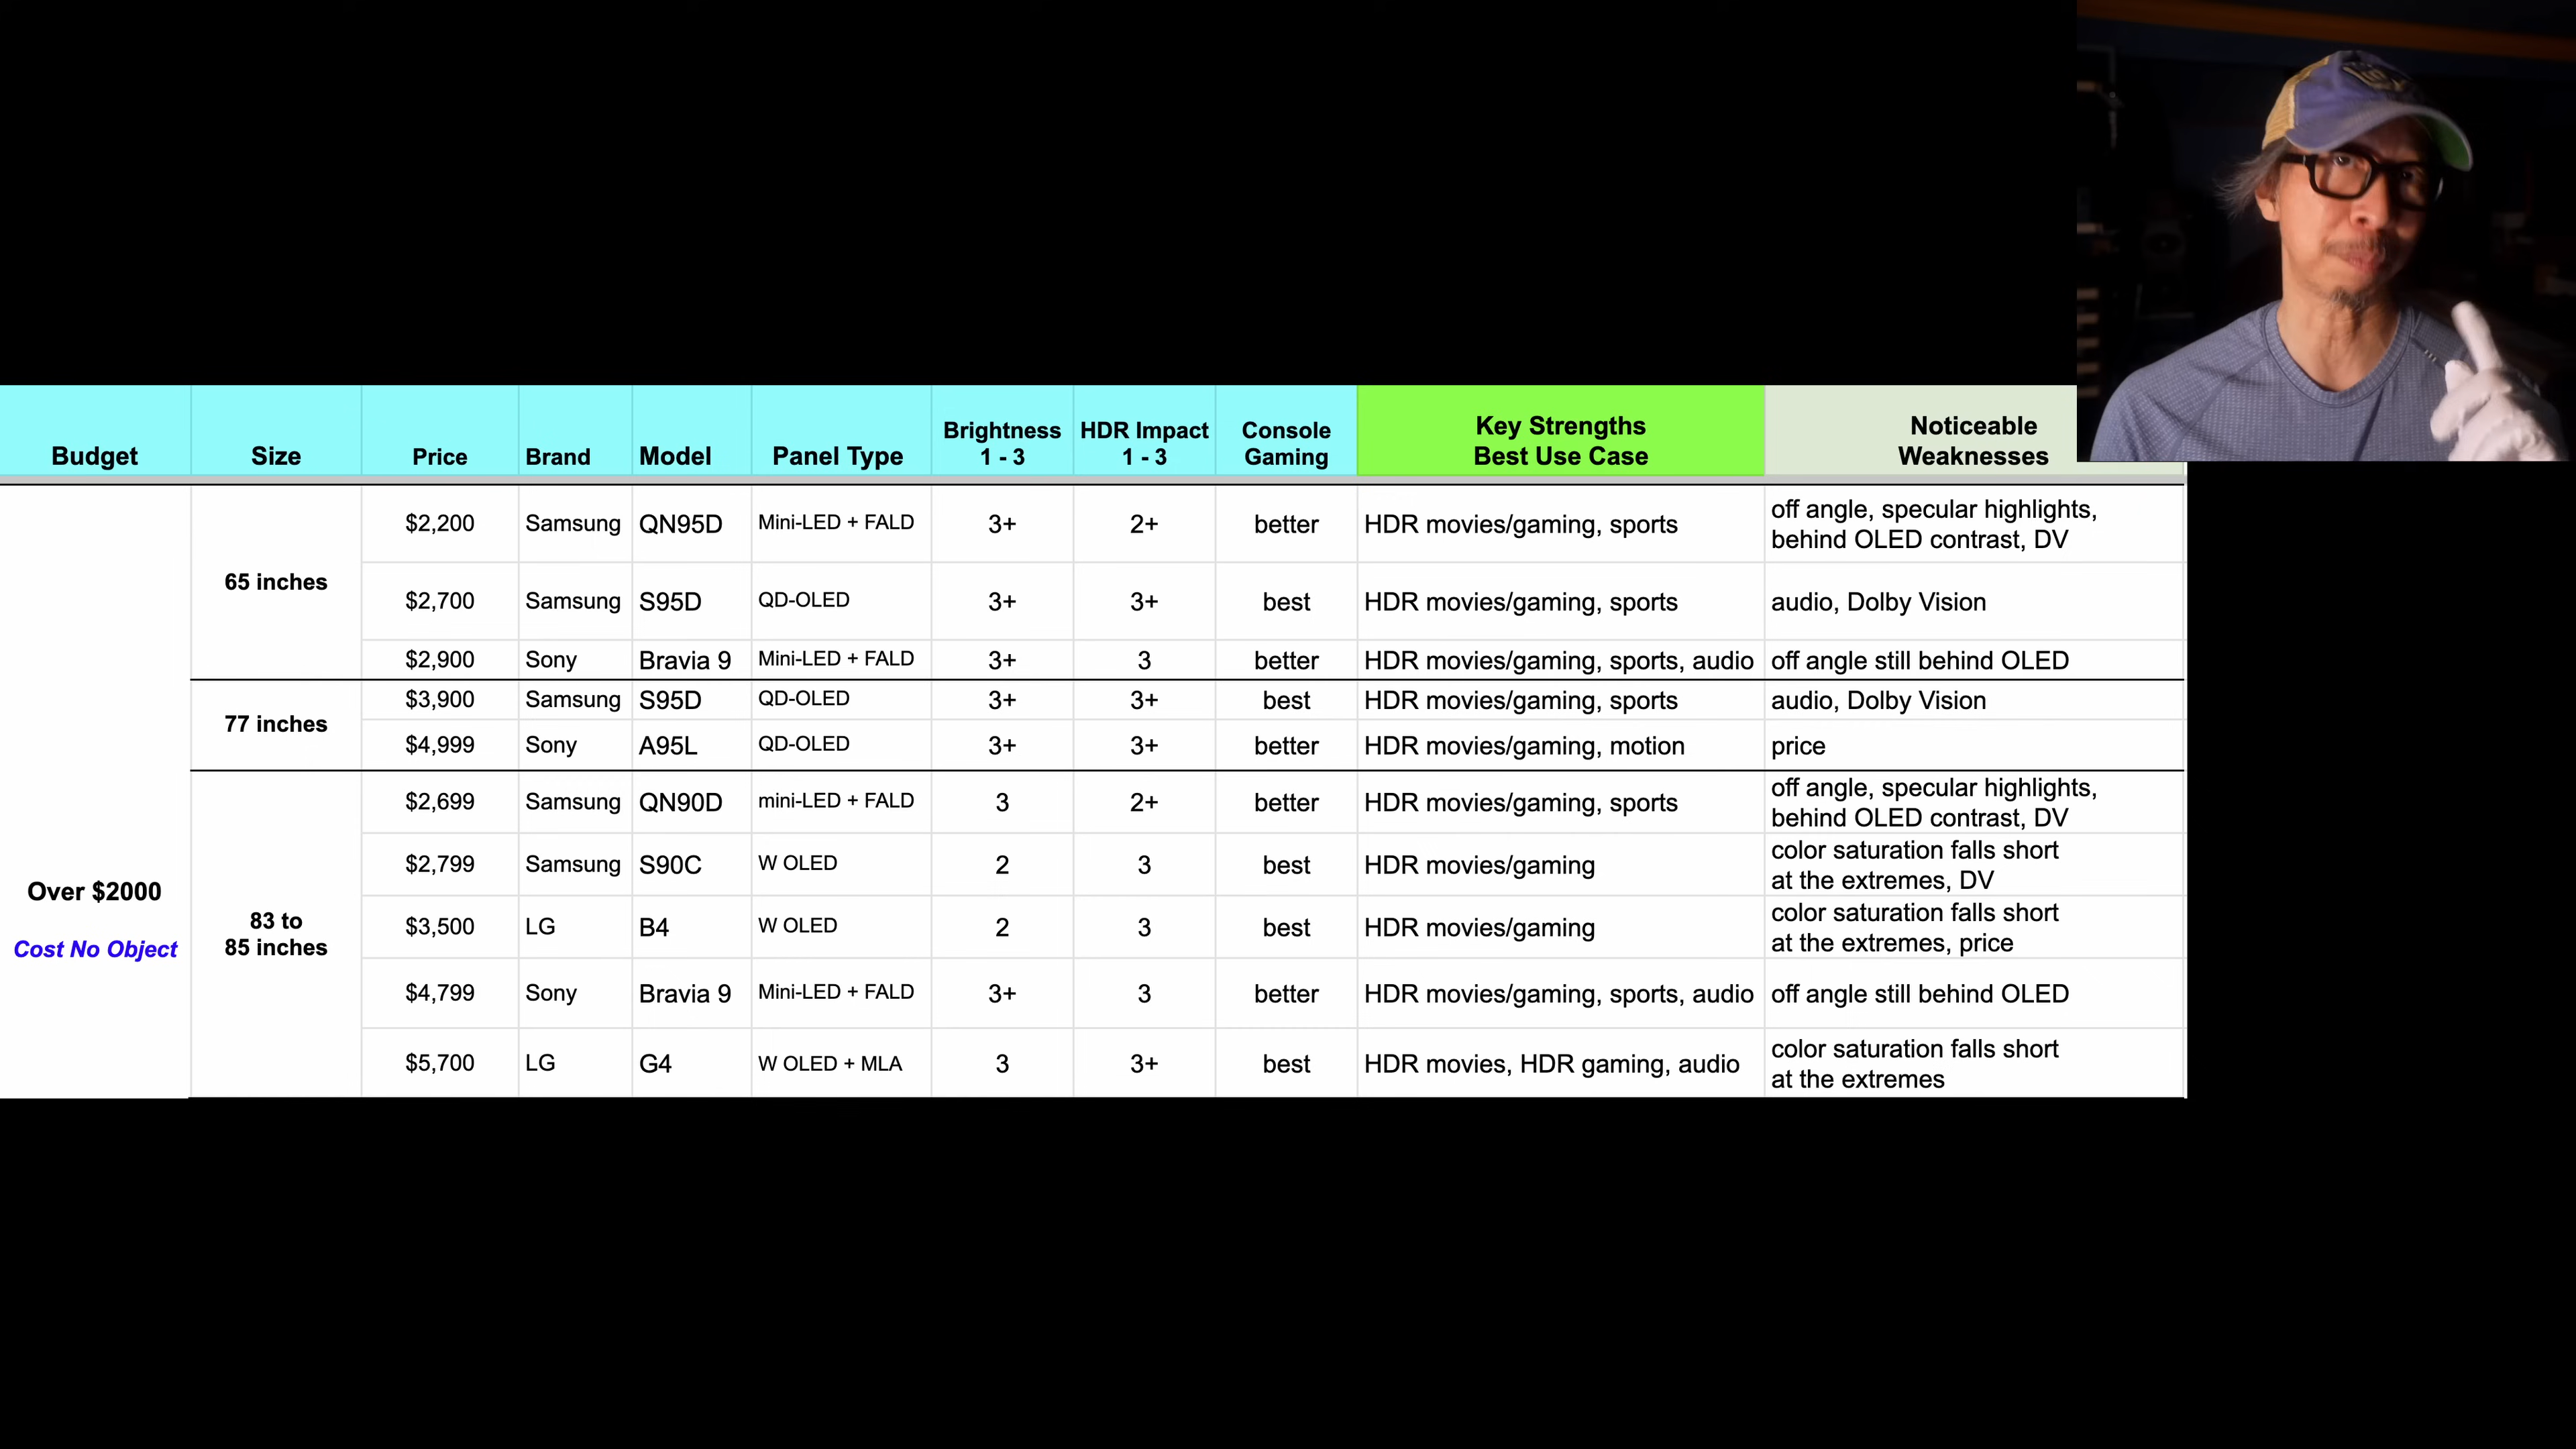 Budget Size Price Brand Model Panel Type Brightness 1 - 3 HDR Impact 1 - 3 Console Gaming Key Strengths Best Use Case Noticeable Weaknesses
Over $2000
Cost No Object
65 inches
$2,200 Samsung QN95D Mini-LED + FALD 3+ 2+ better HDR movies/gaming, sports off angle, specular highlights, behind OLED contrast, DV
$2,700 Samsung S95D QD-OLED 3+ 3+ best HDR movies/gaming, sports audio, Dolby Vision
$2,900 Sony Bravia 9 Mini-LED + FALD 3+ 3 better HDR movies/gaming, sports, audio off angle still behind OLED
77 inches
$3,900 Samsung S95D QD-OLED 3+ 3+ best HDR movies/gaming, sports audio, Dolby Vision
$4,999 Sony A95L QD-OLED 3+ 3+ better HDR movies/gaming, motion price
83 to 85 inches
$2,699 Samsung QN90D mini-LED + FALD 3 2+ better HDR movies/gaming, sports off angle, specular highlights, behind OLED contrast, DV
$2,799 Samsung S90C W OLED 2 3 best HDR movies/gaming color saturation falls short at the extremes, DV
$3,500 LG B4 W OLED 2 3 best HDR movies/gaming color saturation falls short at the extremes, price
$4,799 Sony Bravia 9 Mini-LED + FALD 3+ 3 better HDR movies/gaming, sports, audio off angle still behind OLED
$5,700 LG G4 W OLED + MLA 3 3+ best HDR movies, HDR gaming, audio color saturation falls short at the extremes